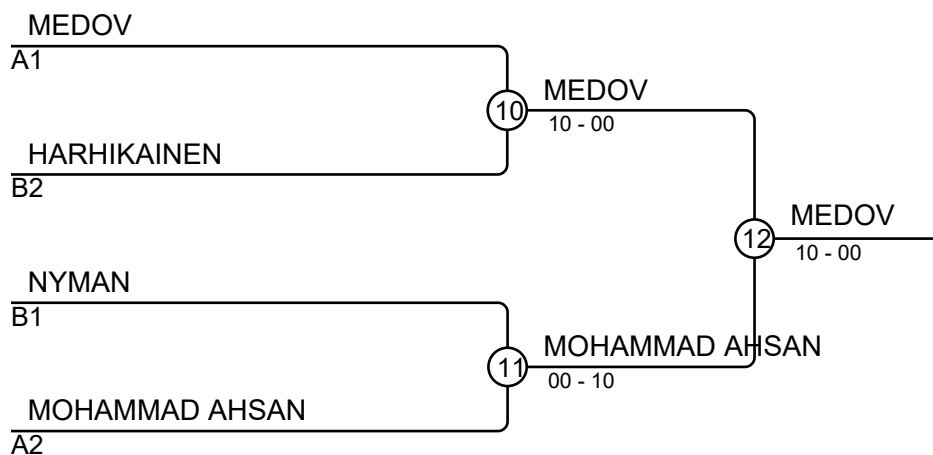 MEDOV
A1
10
MEDOV
10 - 00
HARHIKAINEN
B2
12
MEDOV
10 - 00
NYMAN
B1
11
MOHAMMAD AHSAN
00 - 10
MOHAMMAD AHSAN
A2